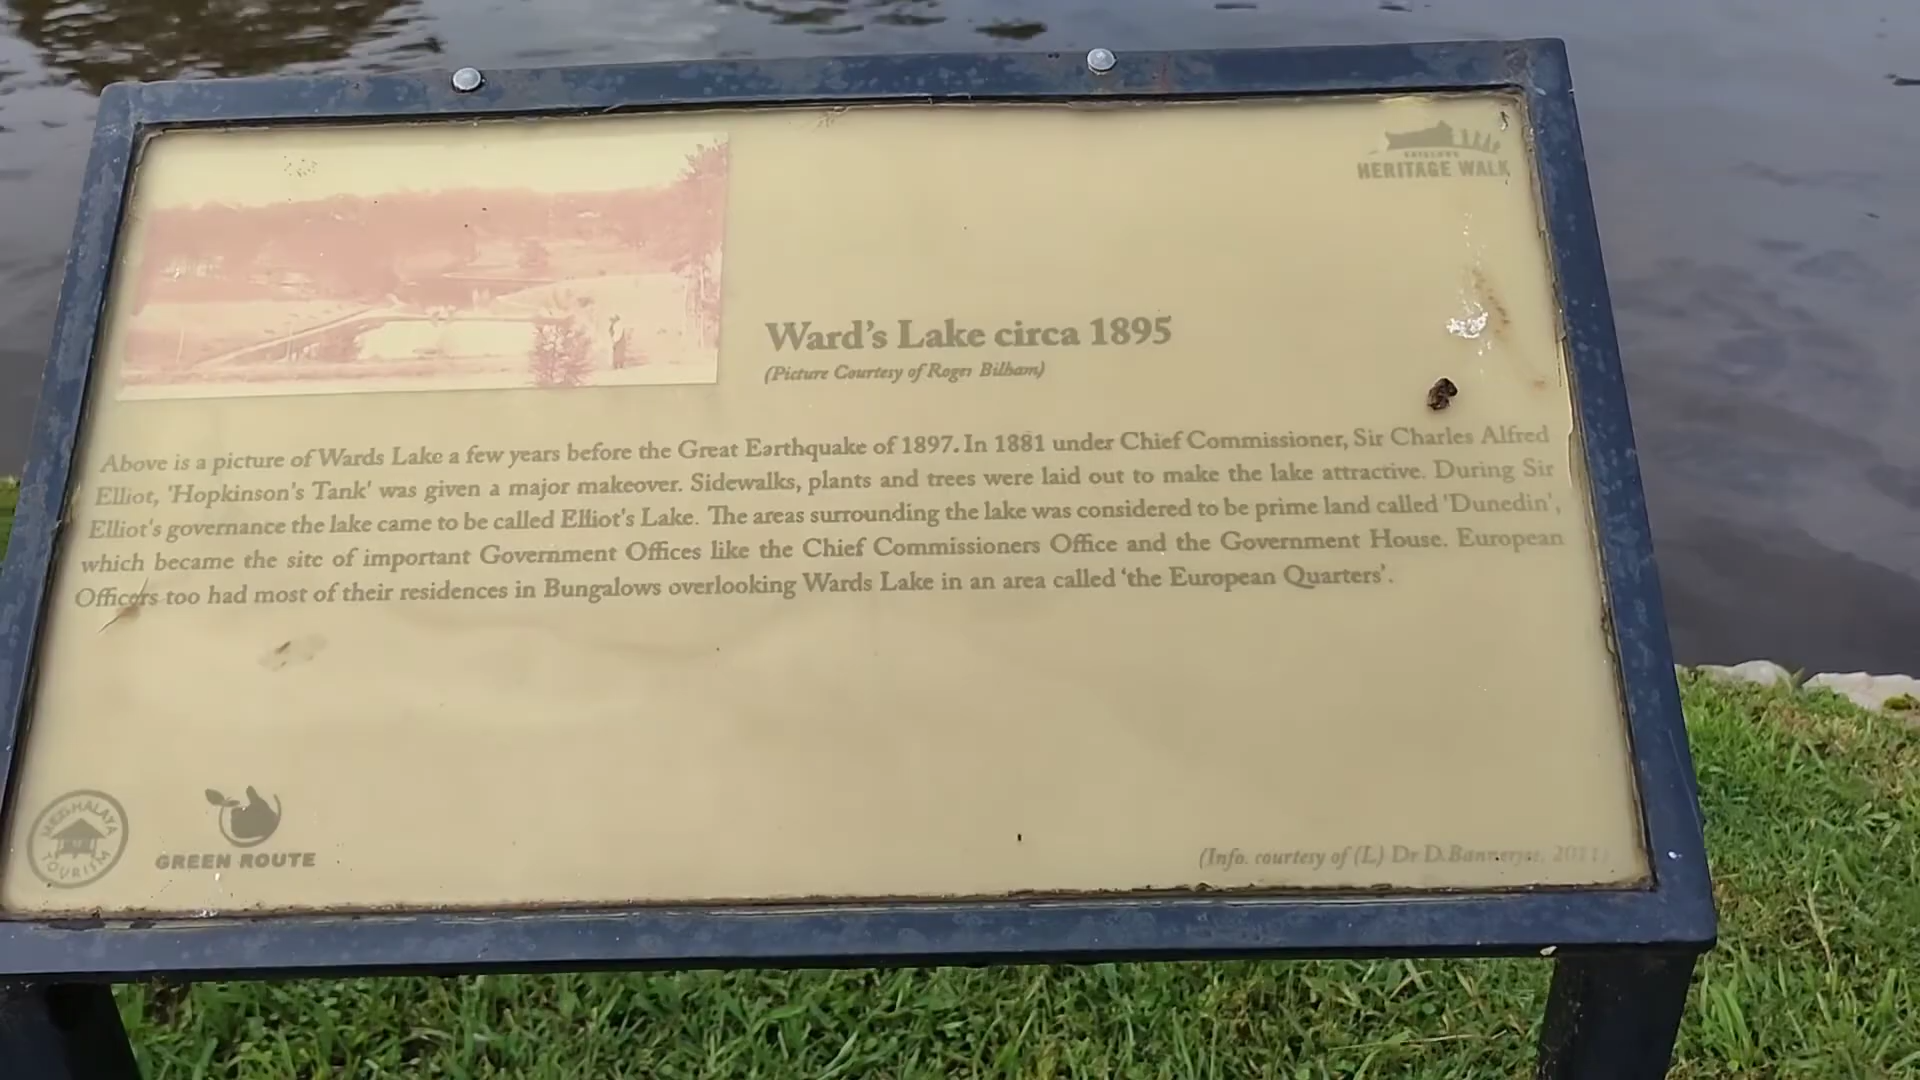 HERITAGE WALK
Ward's Lake circa 1895
(Picture Courtesy of Roger Bilham)
Above is a picture of Wards Lake a few years before the Great Earthquake of 1897. In 1881 under Chief Commissioner, Sir Charles Alfred
Elliot, 'Hopkinson's Tank' was given a major makeover. Sidewalks, plants and trees were laid out to make the lake attractive. During Sir
Elliot's governance the lake came to be called Elliot's Lake. The areas surrounding the lake was considered to be prime land called 'Dunedin',
which became the site of important Government Offices like the Chief Commissioners Office and the Government House. European
Officers too had most of their residences in Bungalows overlooking Wards Lake in an area called 'the European Quarters'.
MEGHALAYA TOURISM
GREEN ROUTE
(Info. courtesy of (L) Dr D.